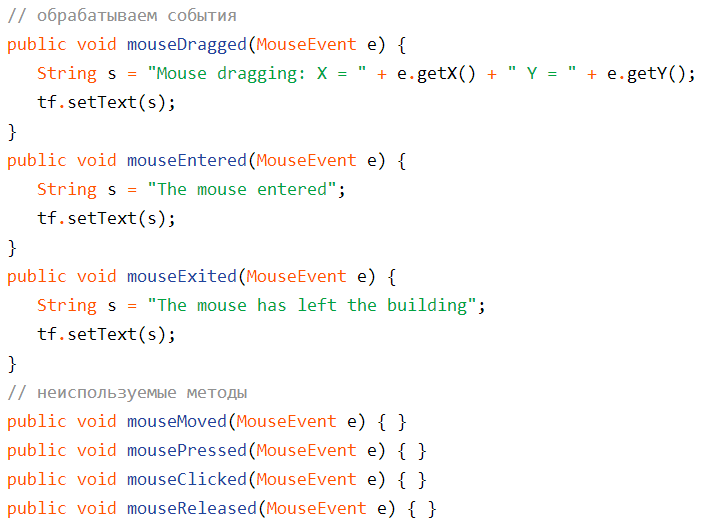 // обрабатываем события
public void mouseDragged(MouseEvent e) {
   String s = "Mouse dragging: X = " + e.getX() + " Y = " + e.getY();
   tf.setText(s);
}
public void mouseEntered(MouseEvent e) {
   String s = "The mouse entered";
   tf.setText(s);
}
public void mouseExited(MouseEvent e) {
   String s = "The mouse has left the building";
   tf.setText(s);
}
// неиспользуемые методы
public void mouseMoved(MouseEvent e) { }
public void mousePressed(MouseEvent e) { }
public void mouseClicked(MouseEvent e) { }
public void mouseReleased(MouseEvent e) { }